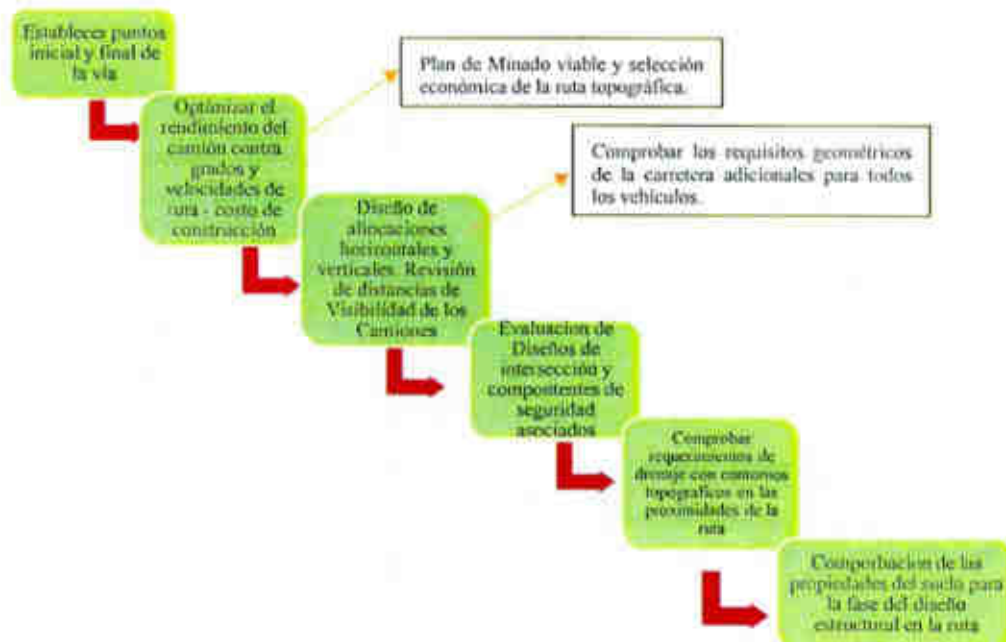 Establecer puntos
inicial y final de
la vía
Plan de Minado viable y selección
económica de la ruta topográfica.
Optimizar el
rendimiento del
camión contra
grados y
velocidades de
ruta - costo de
construcción
Comprobar los requisitos geométricos
de la carretera adicionales para todos
los vehículos.
Diseño de
alineaciones
horizontales y
verticales. Revisión
de distancias de
Visibilidad de los
Camiones
Evaluacion de
Diseños de
intersección y
componentes de
seguridad
asociados
Comprobar
requerimientos de
drenaje con contornos
topográficos en las
proximidades de la
ruta
Comporbacion de las
propiedades del suelo para
la fase del diseño
estructural en la ruta